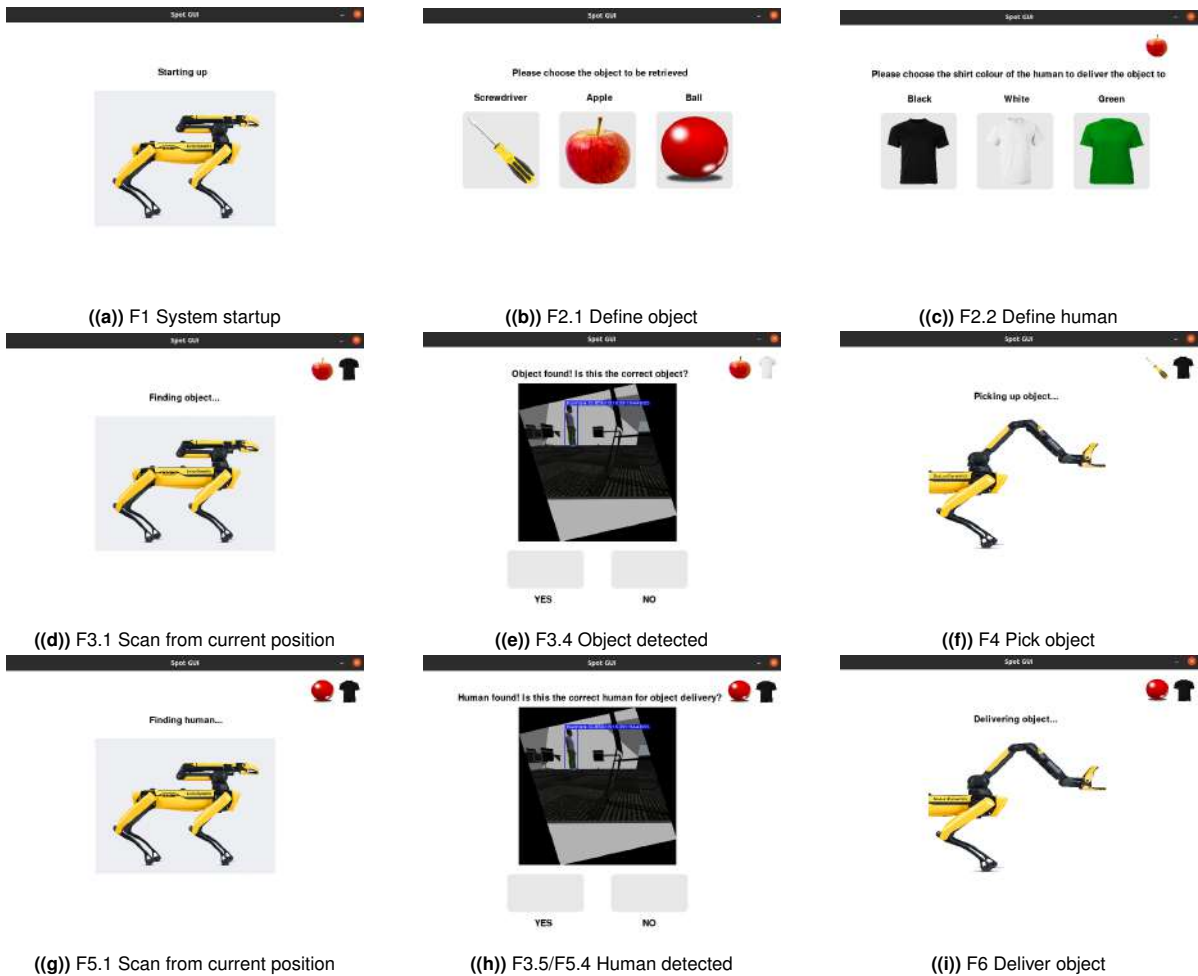 Spot GUI
Starting up
((a)) F1 System startup
Spot GUI
Please choose the object to be retrieved
Screwdriver Apple Ball
((b)) F2.1 Define object
Spot GUI
Please choose the shirt colour of the human to deliver the object to
Black White Green
((c)) F2.2 Define human
Spot GUI
Finding object...
((d)) F3.1 Scan from current position
Spot GUI
Object found! Is this the correct object?
YES NO
((e)) F3.4 Object detected
Spot GUI
Picking up object...
((f)) F4 Pick object
Spot GUI
Finding human...
((g)) F5.1 Scan from current position
Spot GUI
Human found! Is this the correct human for object delivery?
YES NO
((h)) F3.5/F5.4 Human detected
Spot GUI
Delivering object...
((i)) F6 Deliver object